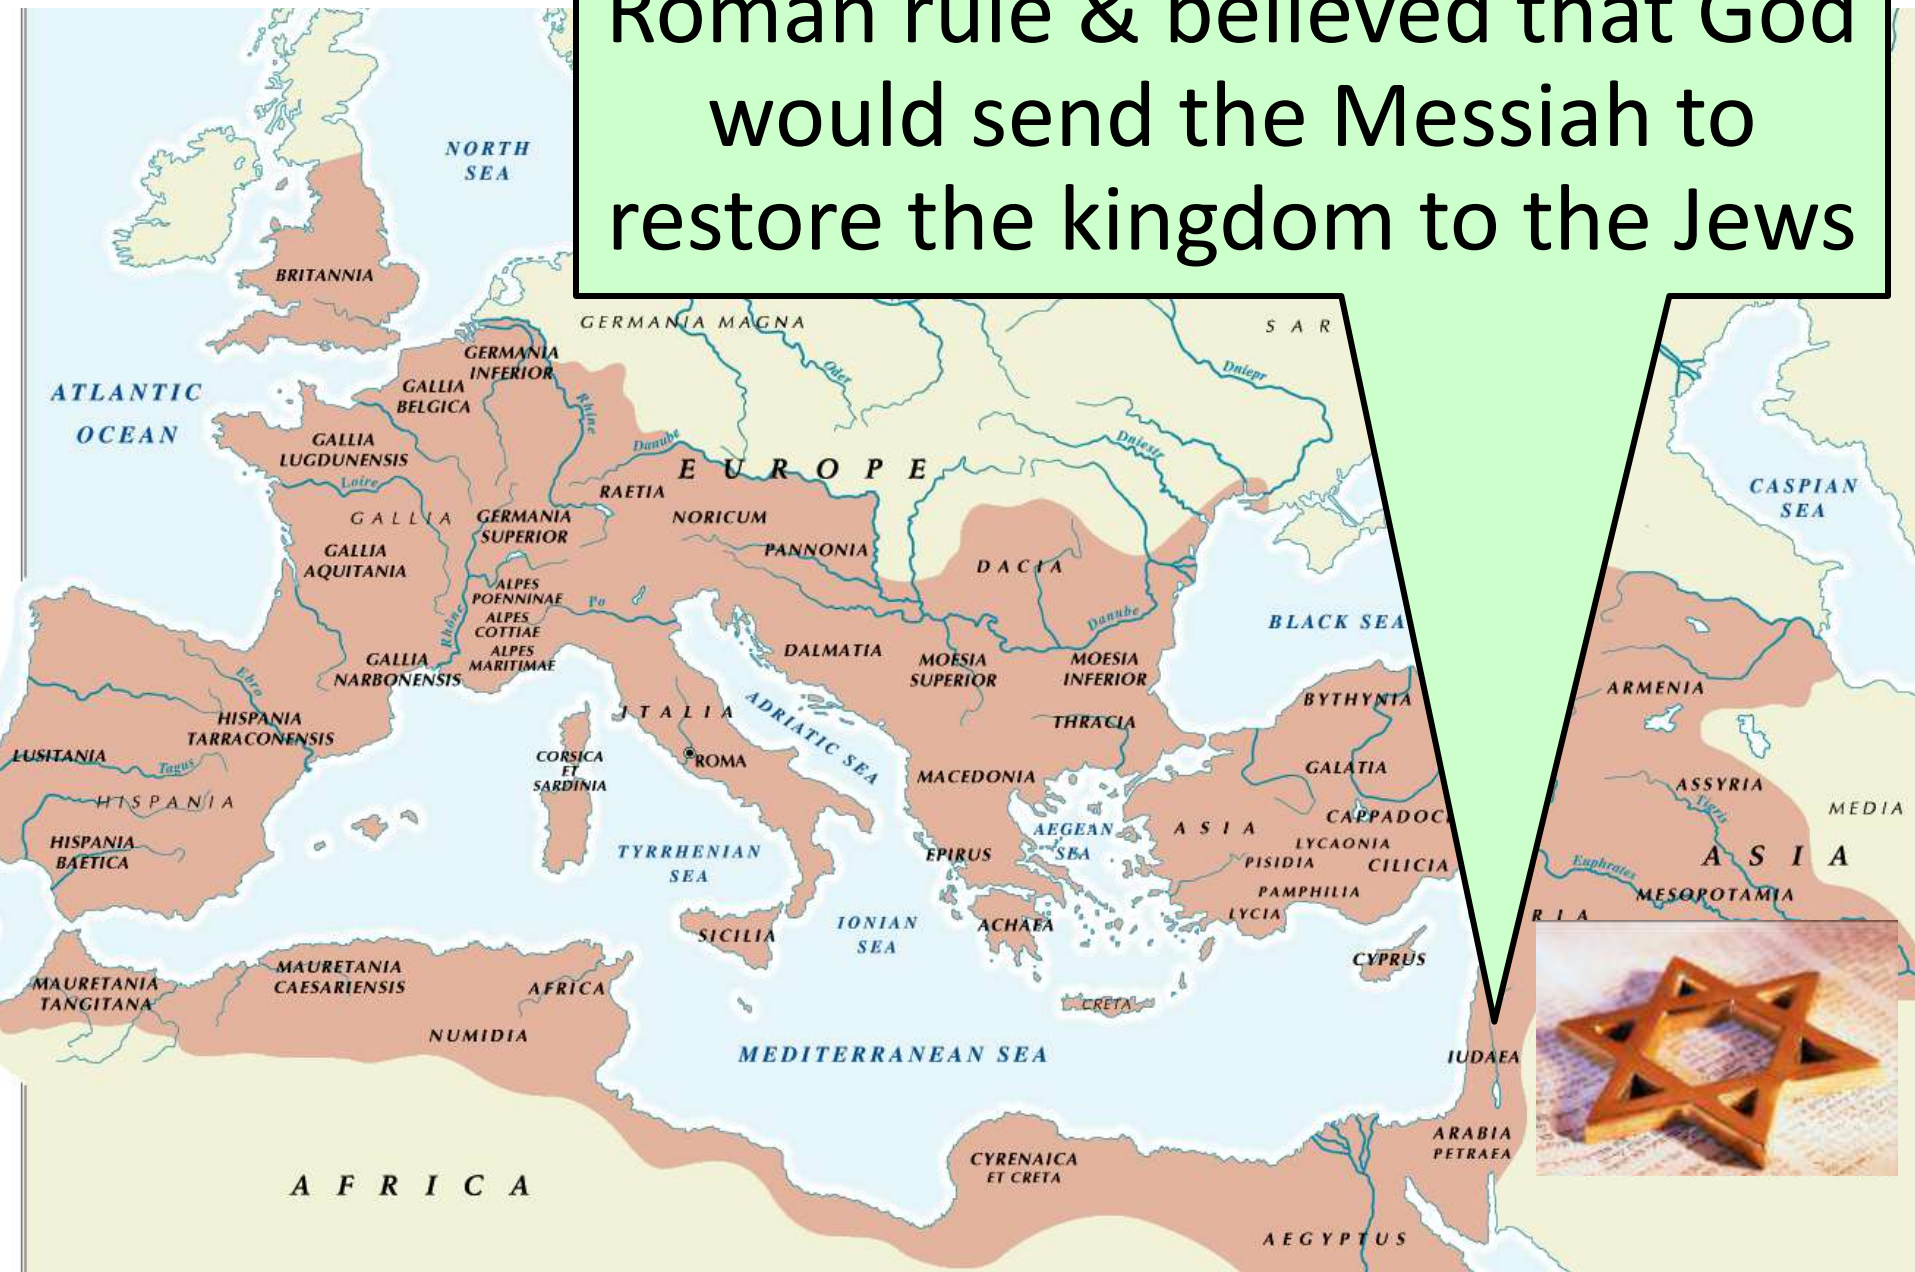 Roman rule & believed that God
would send the Messiah to
restore the kingdom to the Jews
NORTH
SEA
BRITANNIA
GERMANIA MAGNA
S A R
GERMANIA
INFERIOR
GALLIA
BELGICA
Oder
Dniepr
ATLANTIC
OCEAN
Rhine
GALLIA
LUGDUNENSIS
Danube
Dniestr
EUROPE
Loire
RAETIA
CASPIAN
SEA
GALLIA
GERMANIA
SUPERIOR
NORICUM
PANNONIA
GALLIA
AQUITANIA
DACIA
ALPES
POENNINAE
ALPES
COTTIAE
ALPES
MARITIMAE
Po
Rhône
Danube
BLACK SEA
DALMATIA
GALLIA
NARBONENSIS
MOESIA
SUPERIOR
MOESIA
INFERIOR
Ebro
ARMENIA
BYTHYNIA
ITALIA
ADRIATIC SEA
HISPANIA
TARRACONENSIS
THRACIA
LUSITANIA
Tagus
CORSICA
ET
SARDINIA
ROMA
MACEDONIA
GALATIA
ASSYRIA
Tigris
HISPANIA
MEDIA
CAPPADOC
ASIA
AEGEAN
SEA
LYCAONIA
HISPANIA
BAETICA
TYRRHENIAN
SEA
EPIRUS
PISIDIA
CILICIA
Euphrates
ASIA
PAMPHILIA
MESOPOTAMIA
LYCIA
RIA
IONIAN
SEA
ACHAEA
SICILIA
CYPRUS
MAURETANIA
TANGITANA
MAURETANIA
CAESARIENSIS
AFRICA
CRETA
NUMIDIA
MEDITERRANEAN SEA
IUDAEA
ARABIA
PETRAEA
CYRENAICA
ET CRETA
AFRICA
AEGYPTUS